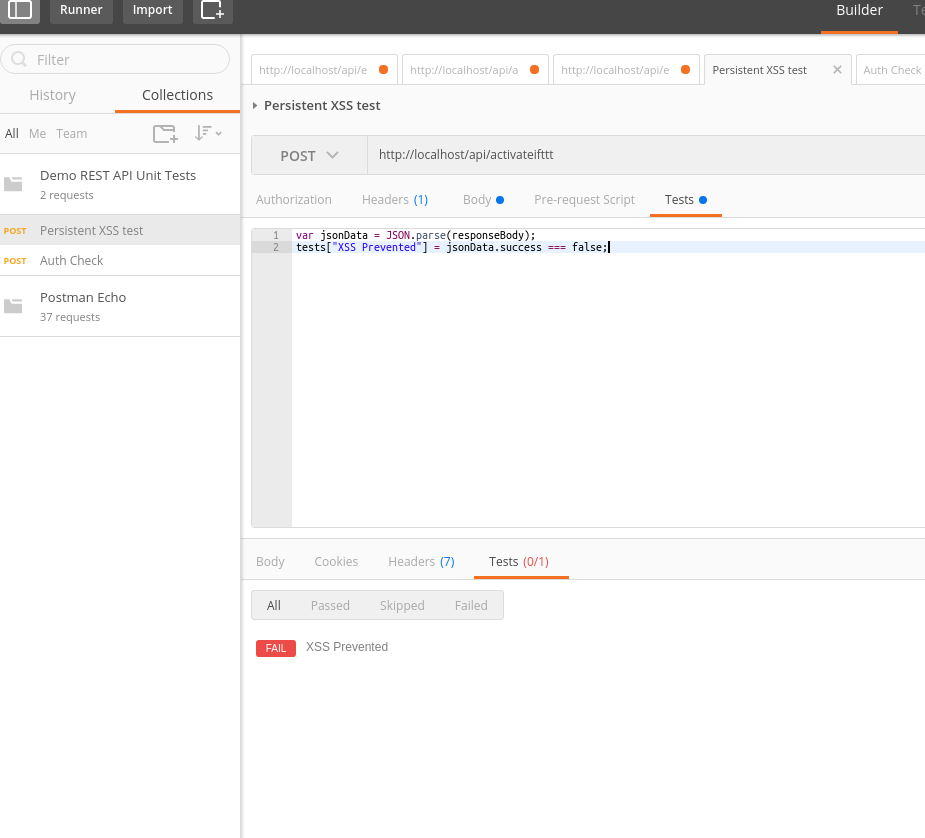 Runner
Import
Builder
Filter
History
Collections
All
Me
Team
Demo REST API Unit Tests
2 requests
POST Persistent XSS test
POST Auth Check
Postman Echo
37 requests
http://localhost/api/e
http://localhost/api/a
http://localhost/api/e
Persistent XSS test
Auth Check
Persistent XSS test
POST
http://localhost/api/activateifttt
Authorization
Headers (1)
Body
Pre-request Script
Tests
1 var jsonData = JSON.parse(responseBody);
2 tests["XSS Prevented"] = jsonData.success === false;
Body
Cookies
Headers (7)
Tests (0/1)
All
Passed
Skipped
Failed
FAIL XSS Prevented